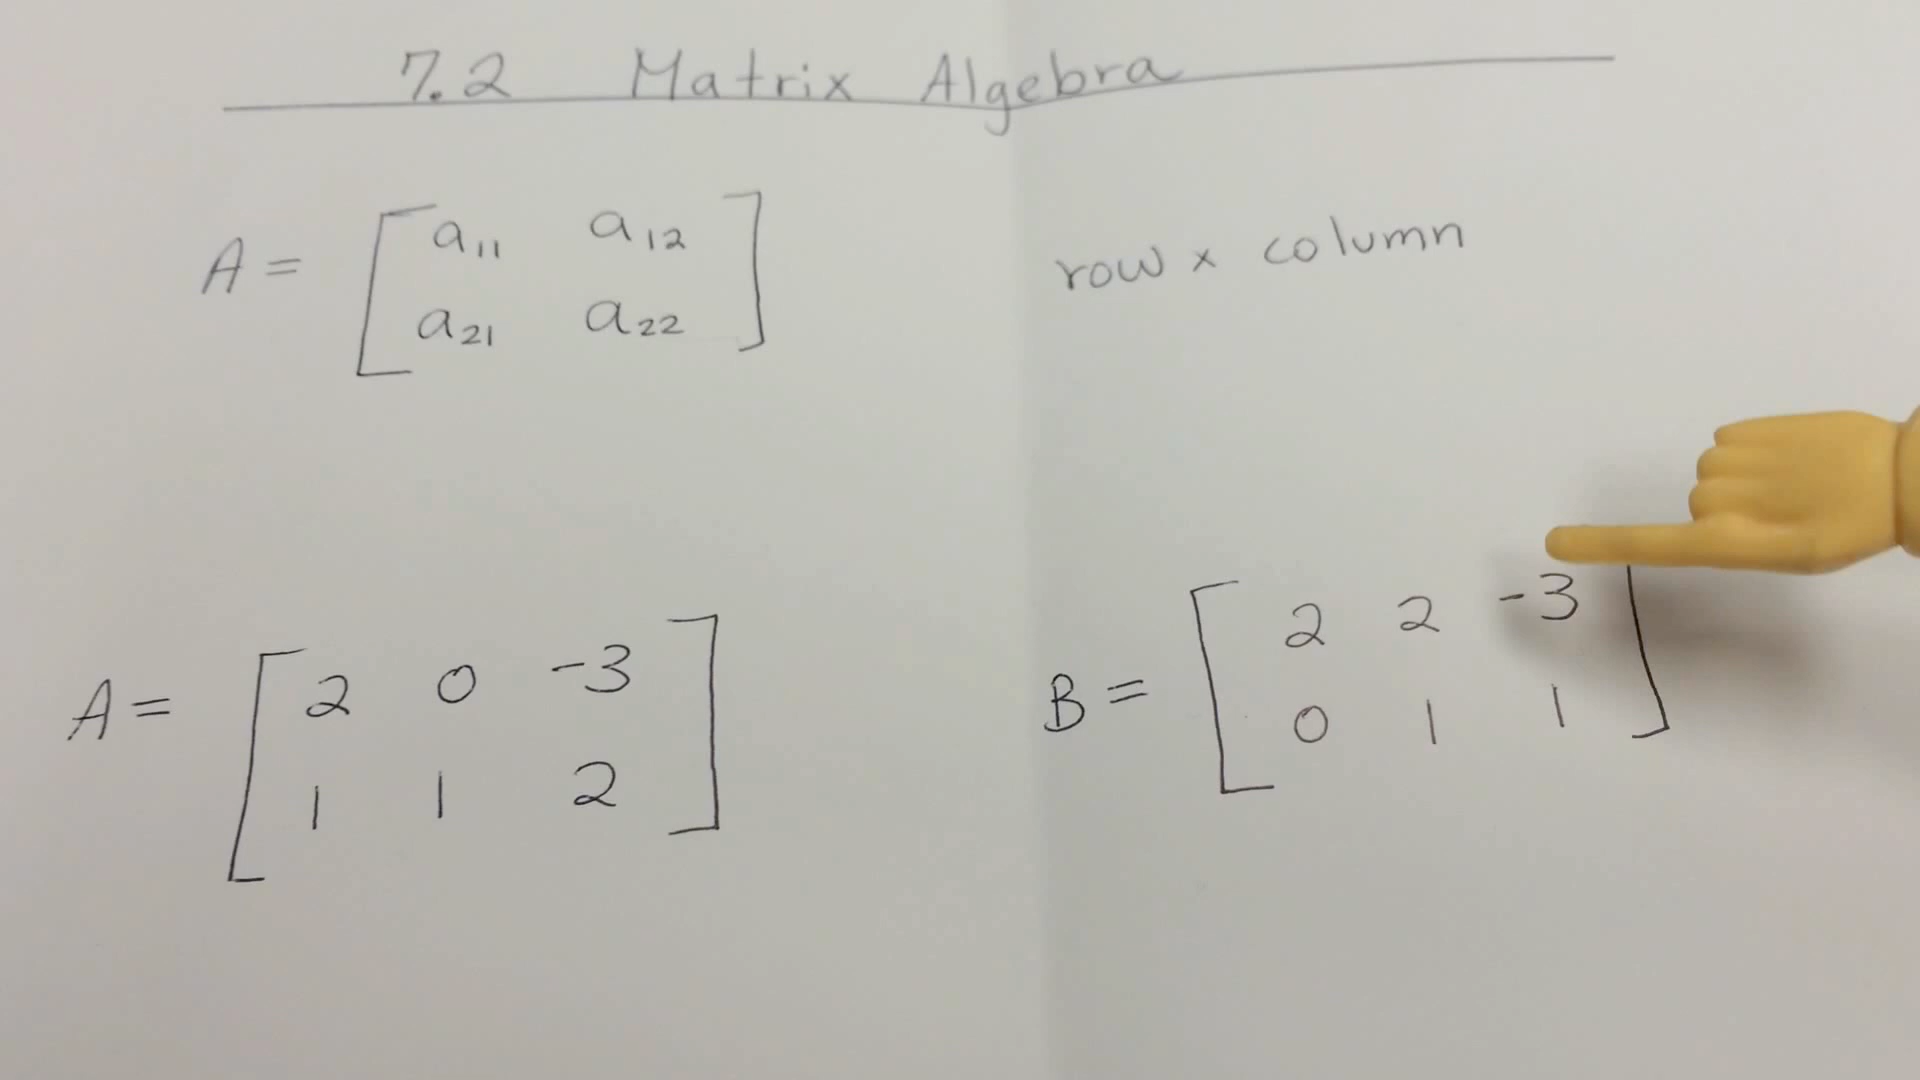 7.2 Matrix Algebra
A = [ a11 a12
a21 a22 ]
row x column
A = [ 2 0 -3
1 1 2 ]
B = [ 2 2 -3
0 1 1 ]